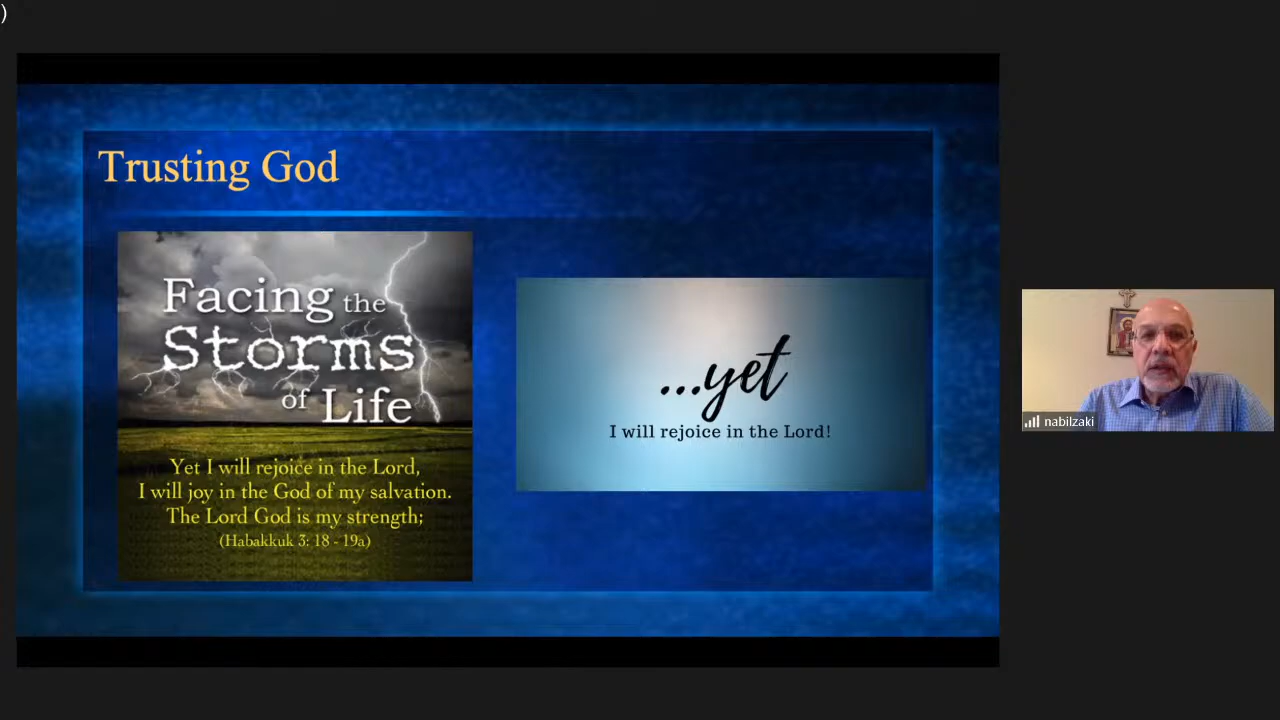 )
Trusting God
Facing the
Storms
of Life
Yet I will rejoice in the Lord,
I will joy in the God of my salvation.
The Lord God is my strength;
(Habakkuk 3: 18 - 19a)
...yet
I will rejoice in the Lord!
nabilzaki